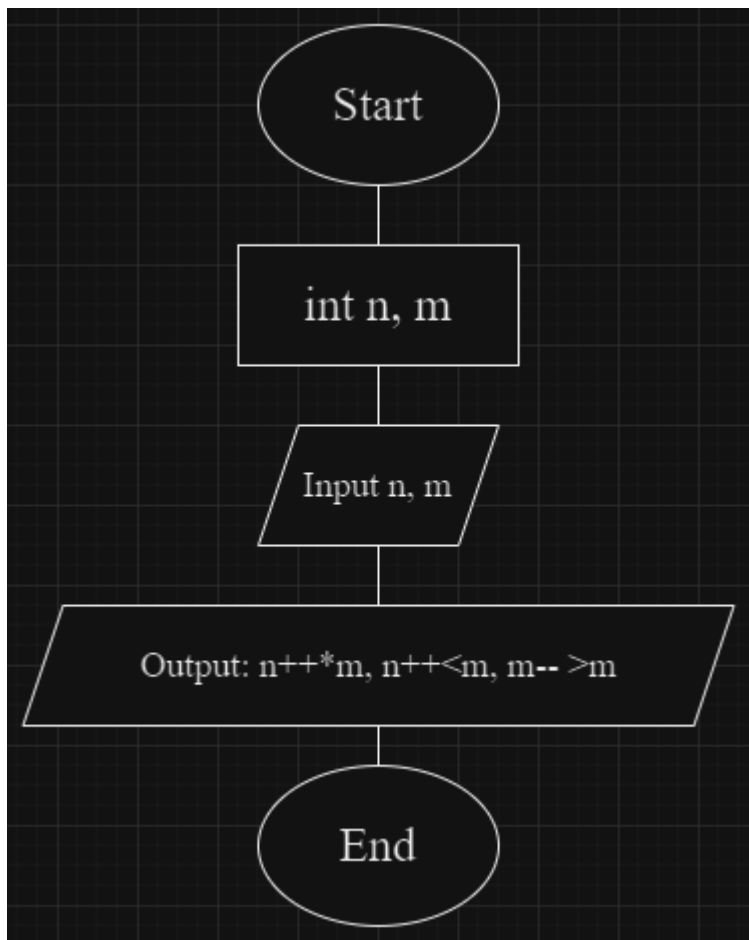 Start
int n, m
Input n, m
Output: n++*m, n++<m, m-- >m
End